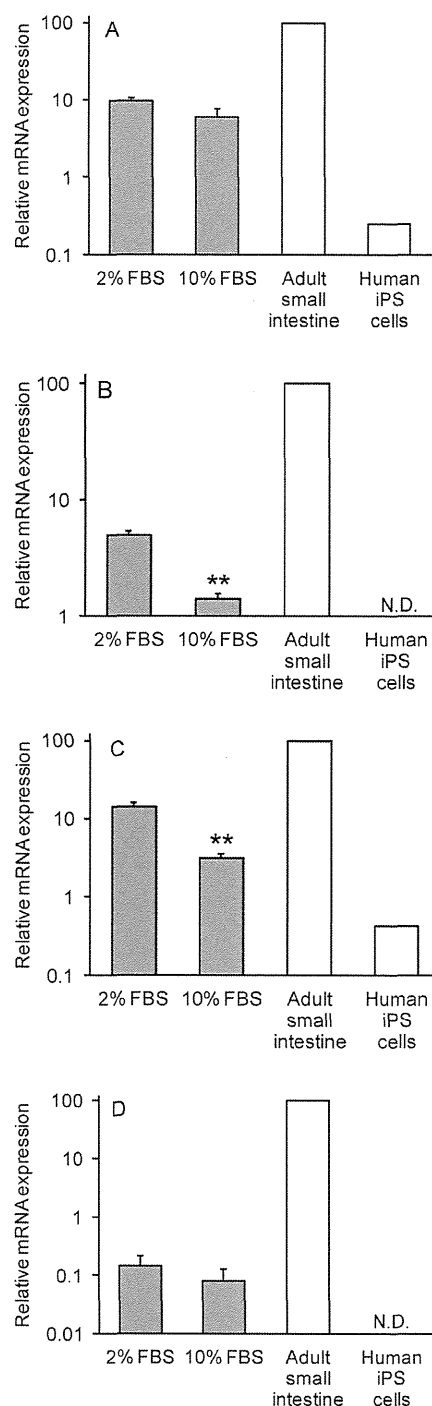 A
Relative mRNA expression
100
10
1
0.1
2% FBS 10% FBS Adult Human
small iPS
intestine cells
B
Relative mRNA expression
100
10
1
**
N.D.
2% FBS 10% FBS Adult Human
small iPS
intestine cells
C
Relative mRNA expression
100
10
1
0.1
**
2% FBS 10% FBS Adult Human
small iPS
intestine cells
D
Relative mRNA expression
100
10
1
0.1
0.01
N.D.
2% FBS 10% FBS Adult Human
small iPS
intestine cells